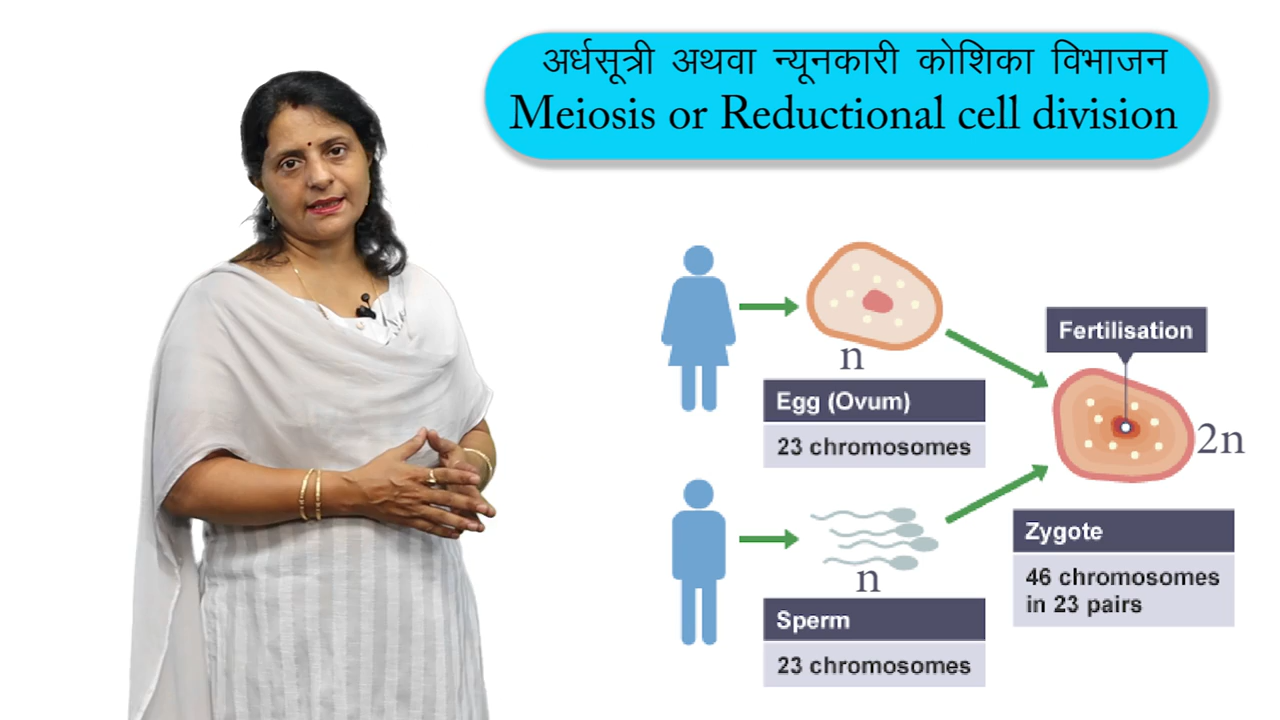 अर्धसूत्री अथवा न्यूनकारी कोशिका विभाजन
Meiosis or Reductional cell division
n
Egg (Ovum)
23 chromosomes
n
Sperm
23 chromosomes
Fertilisation
2n
Zygote
46 chromosomes
in 23 pairs